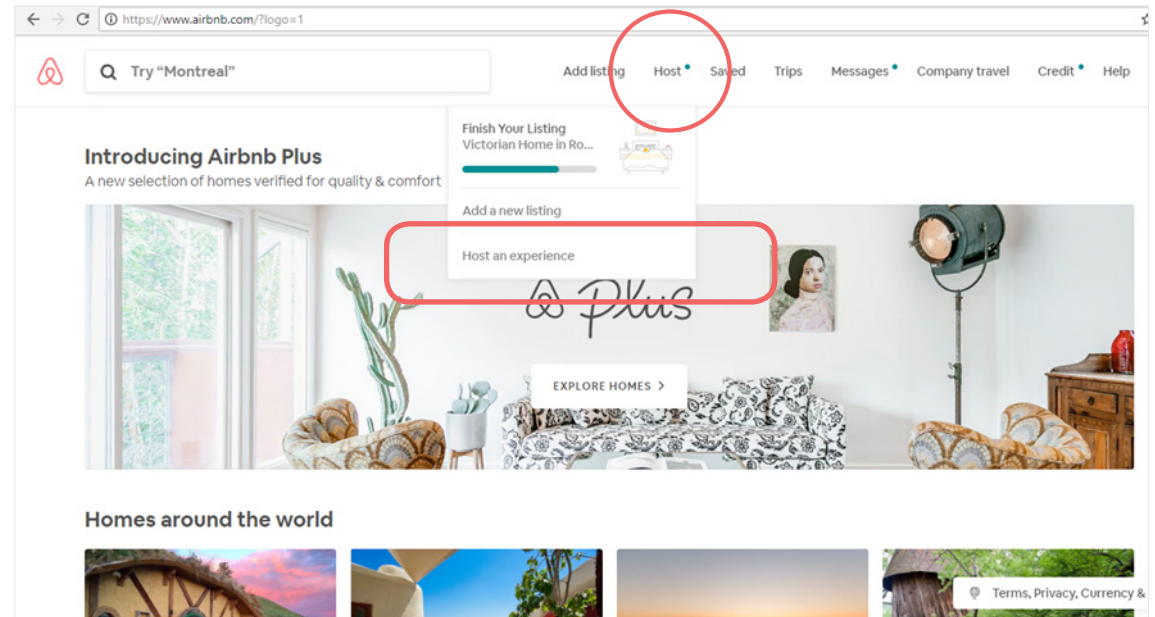 https://www.airbnb.com/?logo=1
Try “Montreal”
Add listing
Host
Saved
Trips
Messages
Company travel
Credit
Help
Finish Your Listing
Victorian Home in Ro...
Add a new listing
Host an experience
Introducing Airbnb Plus
A new selection of homes verified for quality & comfort
Plus
EXPLORE HOMES >
Homes around the world
Terms, Privacy, Currency &